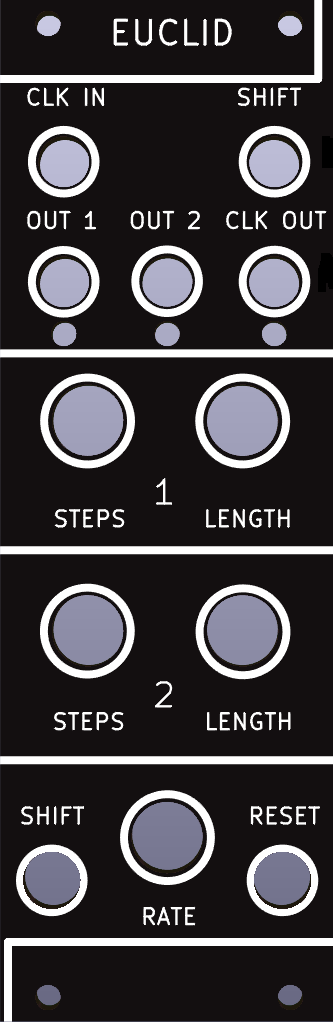 EUCLID
CLK IN SHIFT
OUT 1 OUT 2 CLK OUT
1
STEPS LENGTH
2
STEPS LENGTH
SHIFT RESET
RATE